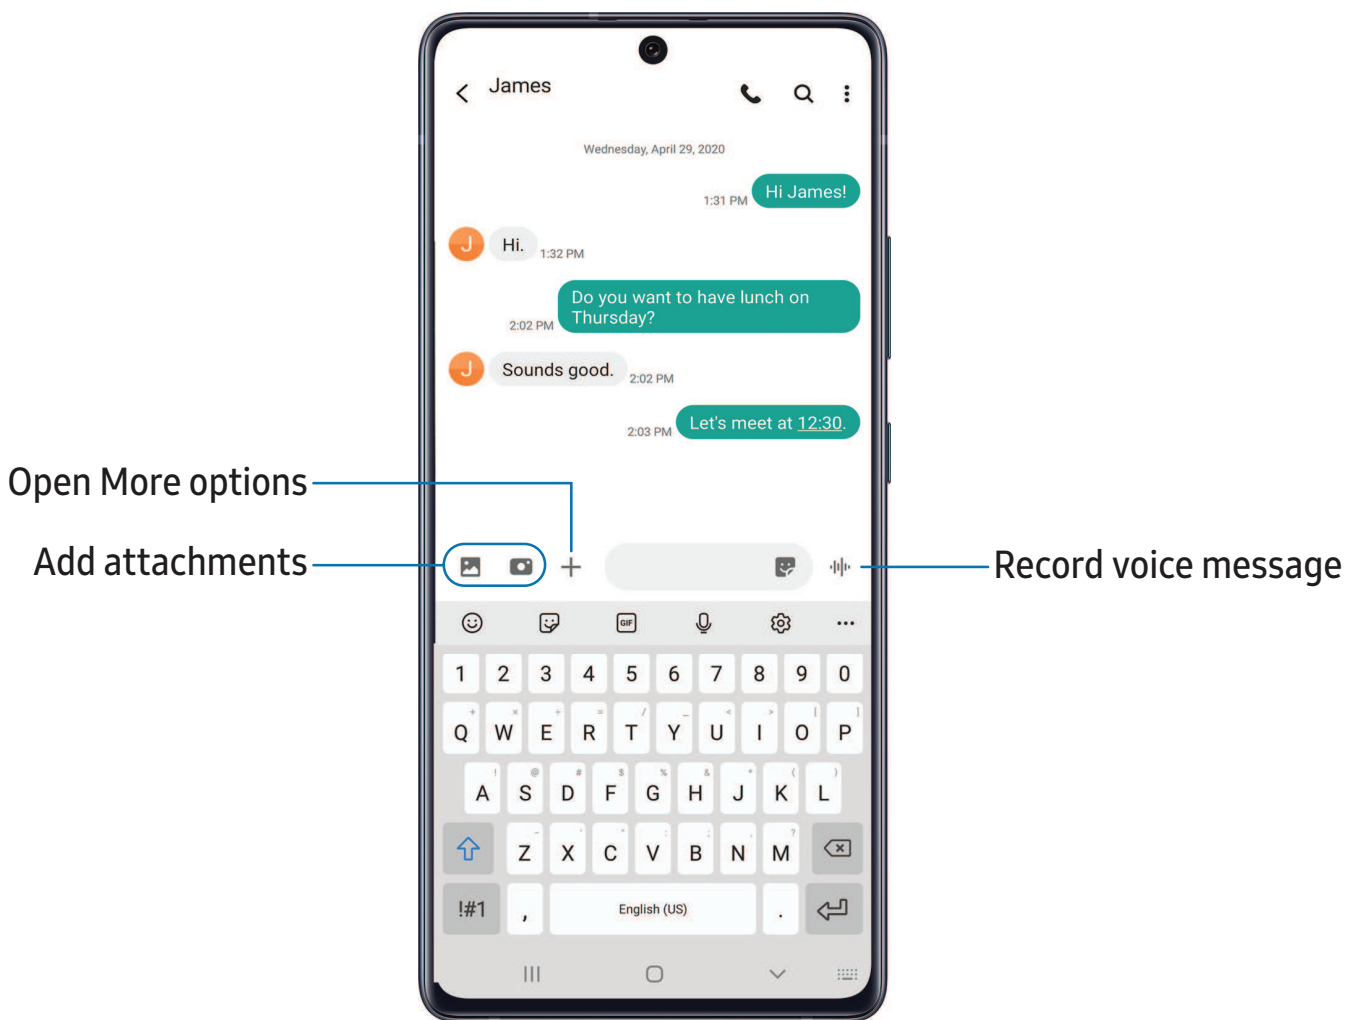 James
Wednesday, April 29, 2020
1:31 PM Hi James!
J Hi. 1:32 PM
Do you want to have lunch on
2:02 PM Thursday?
J Sounds good. 2:02 PM
2:03 PM Let's meet at 12:30.
Open More options
Add attachments
Record voice message
GIF
1 2 3 4 5 6 7 8 9 0
Q W E R T Y U I O P
A S D F G H J K L
Z X C V B N M
!#1 , English (US) .